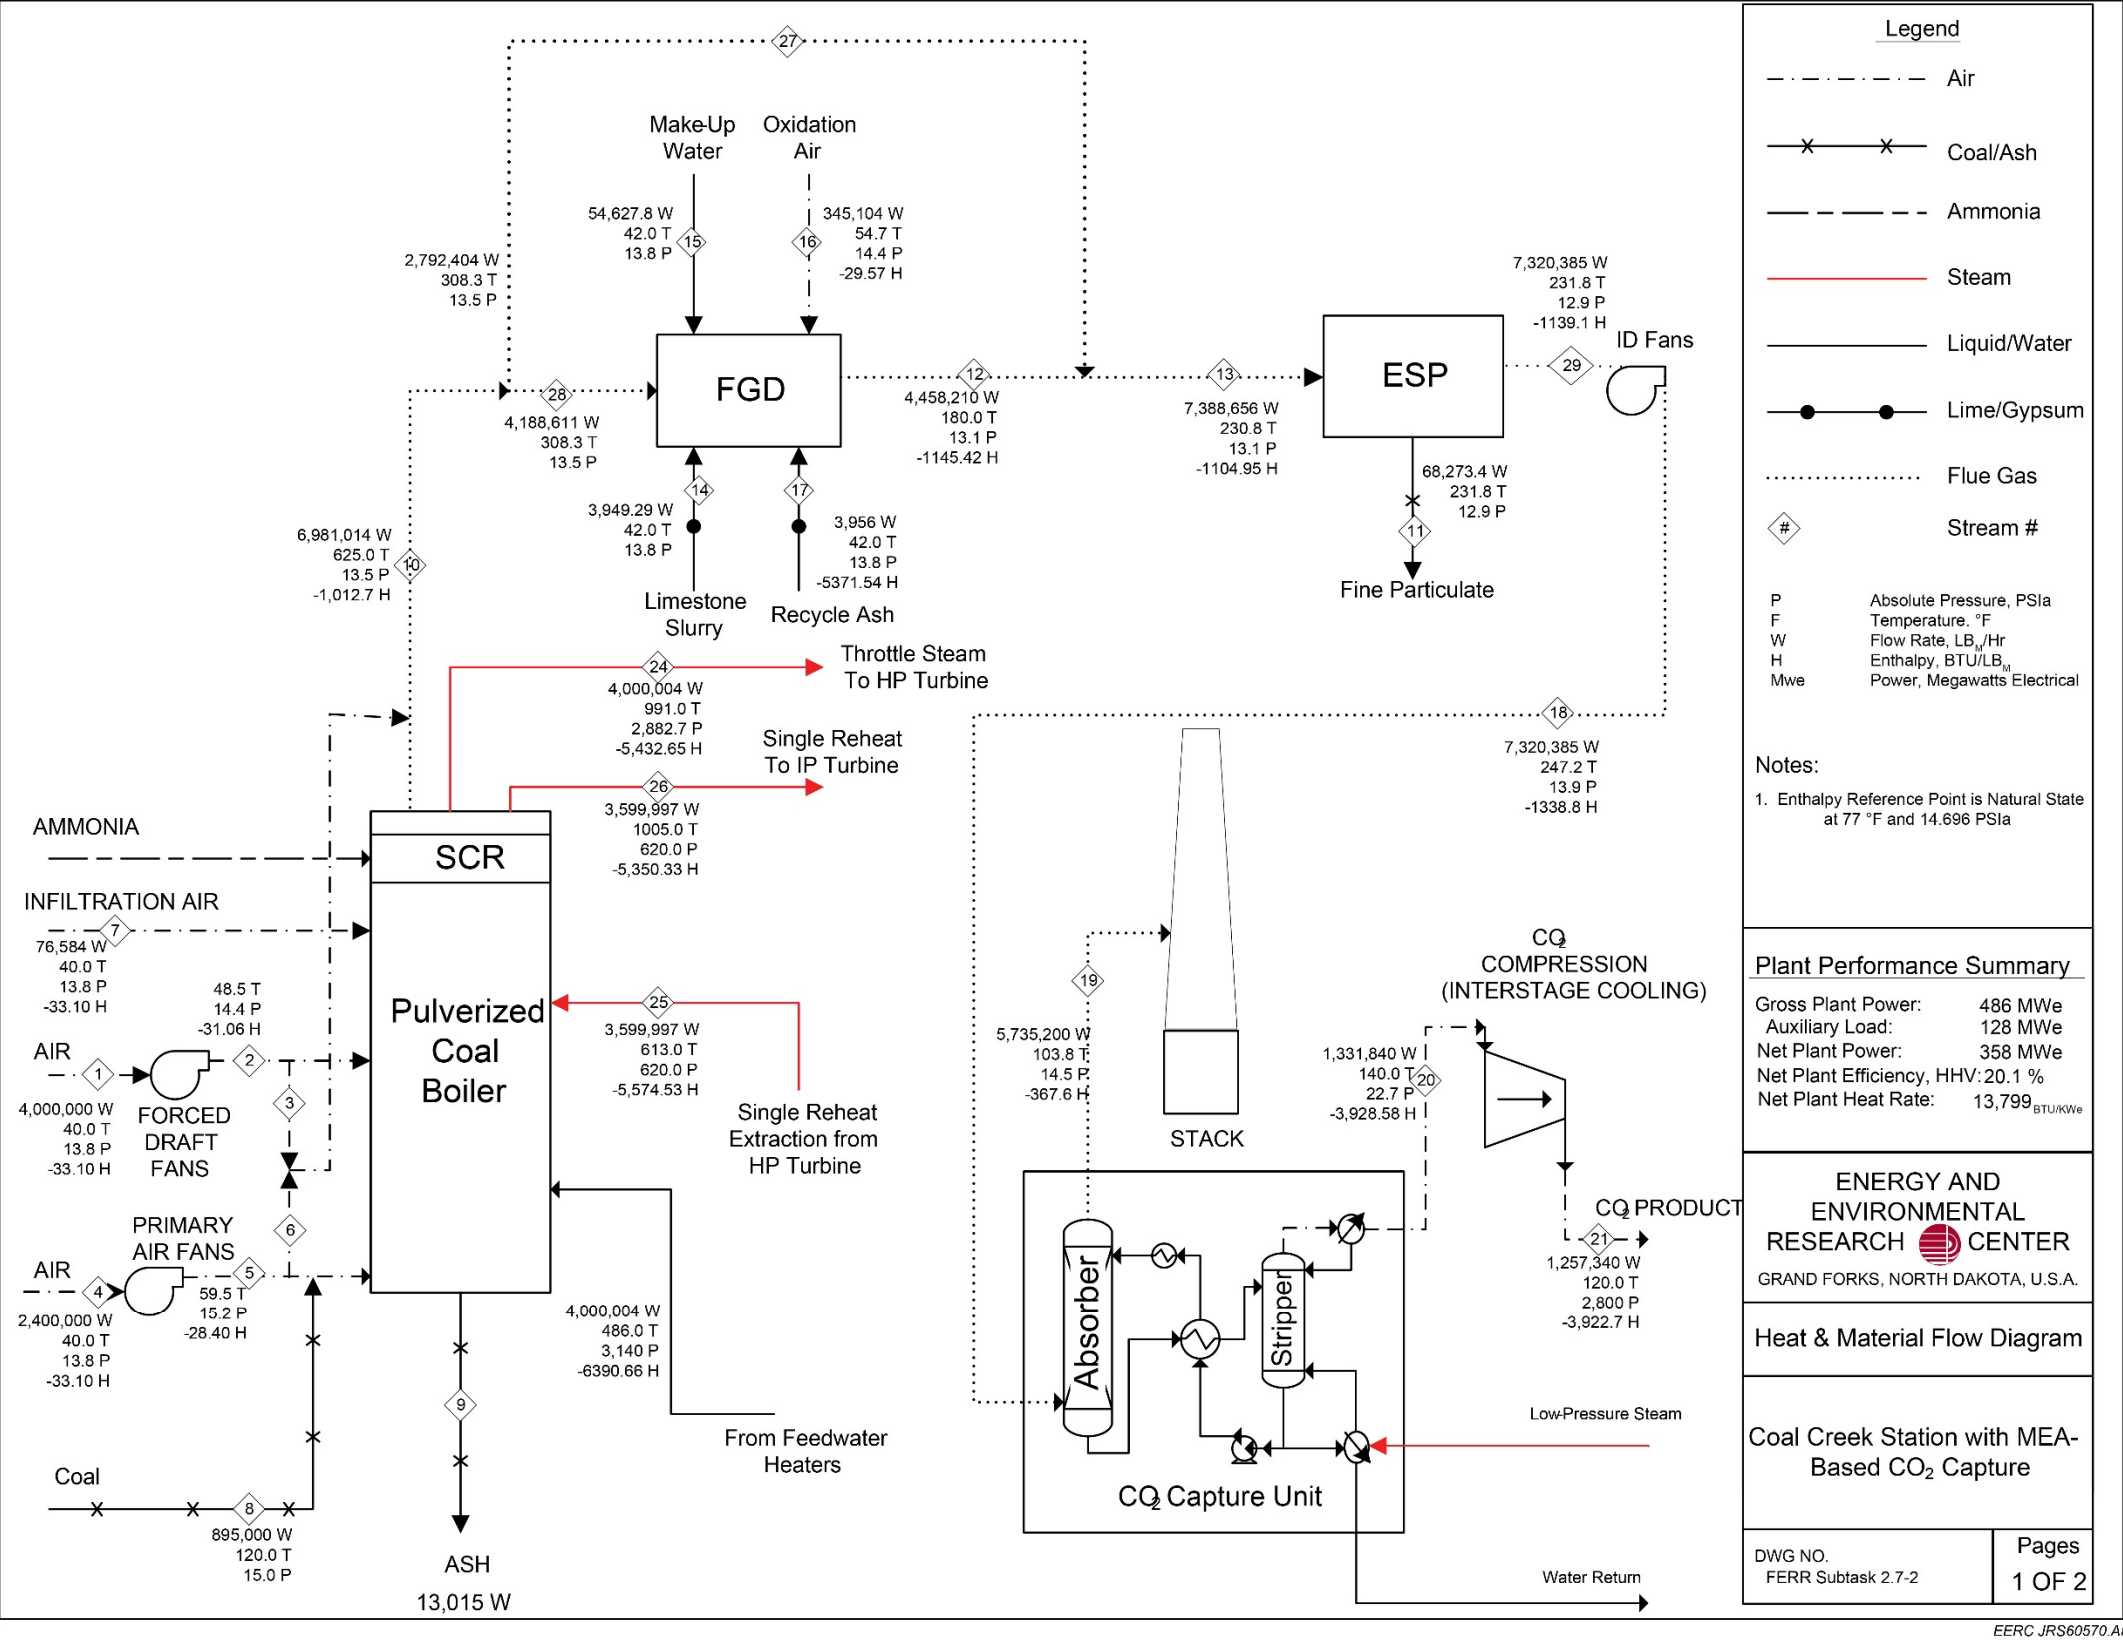 27
Make-Up
Water
Oxidation
Air
54,627.8 W
42.0 T
13.8 P
15
16
345,104 W
54.7 T
14.4 P
-29.57 H
2,792,404 W
308.3 T
13.5 P
FGD
28
4,188,611 W
308.3 T
13.5 P
12
4,458,210 W
180.0 T
13.1 P
-1145.42 H
13
7,388,656 W
230.8 T
13.1 P
-1104.95 H
ESP
7,320,385 W
231.8 T
12.9 P
-1139.1 H
29
ID Fans
68,273.4 W
231.8 T
12.9 P
11
Fine Particulate
14
3,949.29 W
42.0 T
13.8 P
Limestone
Slurry
17
3,956 W
42.0 T
13.8 P
-5371.54 H
Recycle Ash
6,981,014 W
625.0 T
13.5 P
-1,012.7 H
10
24
4,000,004 W
991.0 T
2,882.7 P
-5,432.65 H
Throttle Steam
To HP Turbine
Single Reheat
To IP Turbine
26
3,599,997 W
1005.0 T
620.0 P
-5,350.33 H
18
7,320,385 W
247.2 T
13.9 P
-1338.8 H
AMMONIA
SCR
INFILTRATION AIR
7
76,584 W
40.0 T
13.8 P
-33.10 H
48.5 T
14.4 P
-31.06 H
AIR
1
2
4,000,000 W
40.0 T
13.8 P
-33.10 H
FORCED
DRAFT
FANS
3
6
PRIMARY
AIR FANS
AIR
4
5
59.5 T
15.2 P
-28.40 H
2,400,000 W
40.0 T
13.8 P
-33.10 H
Pulverized
Coal
Boiler
25
3,599,997 W
613.0 T
620.0 P
-5,574.53 H
Single Reheat
Extraction from
HP Turbine
4,000,004 W
486.0 T
3,140 P
-6390.66 H
From Feedwater
Heaters
Coal
8
895,000 W
120.0 T
15.0 P
9
ASH
13,015 W
19
5,735,200 W
103.8 T
14.5 P
-367.6 H
STACK
CO2
COMPRESSION
(INTERSTAGE COOLING)
1,331,840 W
140.0 T
22.7 P
-3,928.58 H
20
CO2 PRODUCT
21
1,257,340 W
120.0 T
2,800 P
-3,922.7 H
Absorber
Stripper
CO2 Capture Unit
Low-Pressure Steam
Water Return
Legend
Air
Coal/Ash
Ammonia
Steam
Liquid/Water
Lime/Gypsum
Flue Gas
# Stream #
P Absolute Pressure, PSIa
F Temperature. °F
W Flow Rate, LBM/Hr
H Enthalpy, BTU/LBM
Mwe Power, Megawatts Electrical
Notes:
1. Enthalpy Reference Point is Natural State
at 77 °F and 14.696 PSIa
Plant Performance Summary
Gross Plant Power: 486 MWe
Auxiliary Load: 128 MWe
Net Plant Power: 358 MWe
Net Plant Efficiency, HHV: 20.1 %
Net Plant Heat Rate: 13,799 BTU/KWe
ENERGY AND
ENVIRONMENTAL
RESEARCH CENTER
GRAND FORKS, NORTH DAKOTA, U.S.A.
Heat & Material Flow Diagram
Coal Creek Station with MEA-
Based CO2 Capture
DWG NO.
FERR Subtask 2.7-2
Pages
1 OF 2
EERC JRS60570.A